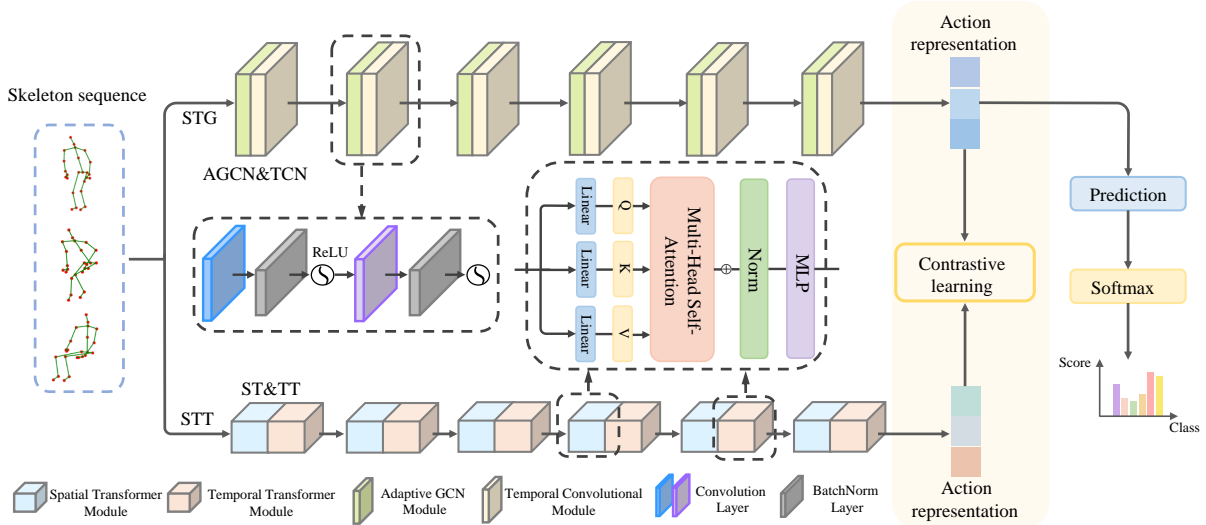 Skeleton sequence
STG
AGCN&TCN
Action
representation
ReLU
Linear
Linear
Linear
Q
K
V
Multi-Head Self-
Attention
Norm
MLP
Prediction
Contrastive
learning
Softmax
Score
Class
STT
ST&TT
Action
representation
Spatial Transformer
Module
Temporal Transformer
Module
Adaptive GCN
Module
Temporal Convolutional
Module
Convolution
Layer
BatchNorm
Layer